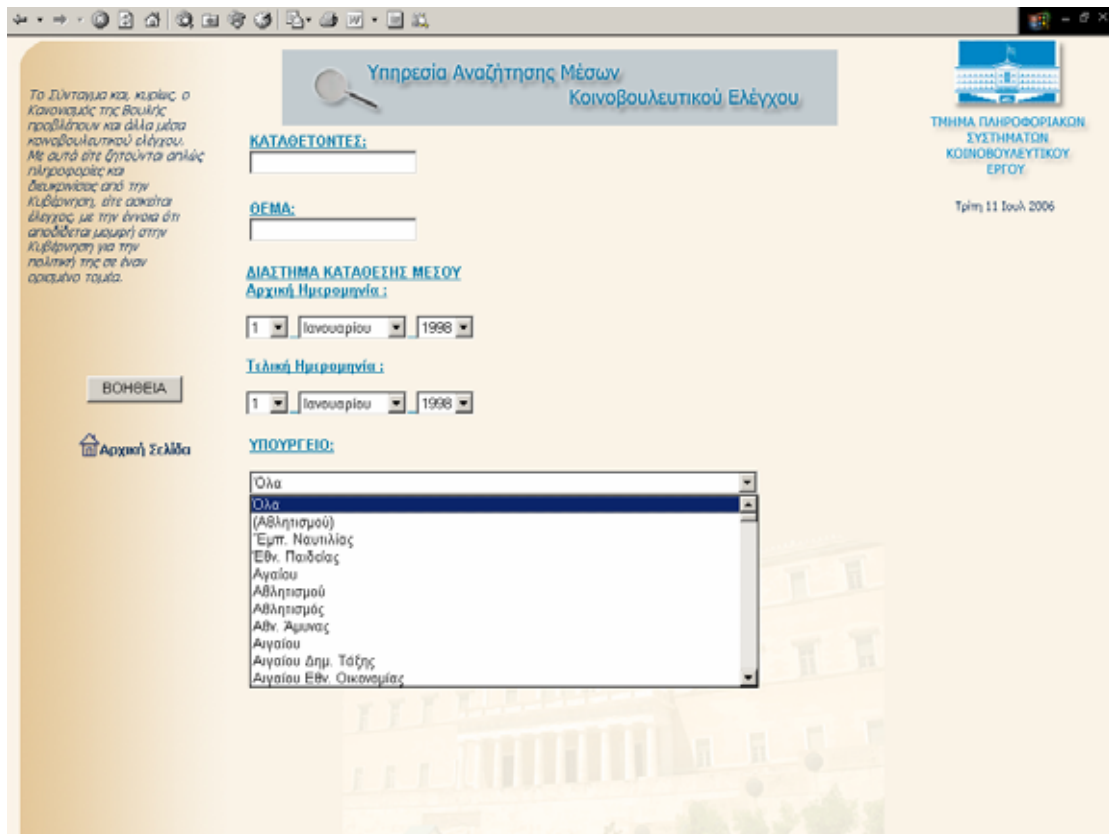 Υπηρεσία Αναζήτησης Μέσων
Κοινοβουλευτικού Ελέγχου
Το Σύνταγμα και, κυρίως, ο
Κανονισμός της Βουλής
προβλέπουν και άλλα μέσα
κοινοβουλευτικού ελέγχου.
Με αυτά είτε ζητούνται απλώς
πληροφορίες και
διευκρινίσεις από την
Κυβέρνηση, είτε ασκείται
έλεγχος, με την έννοια ότι
αποδίδεται μομφή στην
Κυβέρνηση για την
πολιτική της σε έναν
ορισμένο τομέα.
ΒΟΗΘΕΙΑ
Αρχική Σελίδα
ΚΑΤΑΘΕΤΟΝΤΕΣ:
ΘΕΜΑ:
ΔΙΑΣΤΗΜΑ ΚΑΤΑΘΕΣΗΣ ΜΕΣΟΥ
Αρχική Ημερομηνία :
1 Ιανουαρίου 1998
Τελική Ημερομηνία :
1 Ιανουαρίου 1998
ΥΠΟΥΡΓΕΙΟ:
Όλα
Όλα
(Αθλητισμού)
Έμπ. Ναυτιλίας
Έθν. Παιδείας
Αγαίου
Αθλητισμού
Αθλητισμός
Αθν. Άμυνας
Αιγαίου
Αιγαίου Δημ. Τάξης
Αιγαίου Εθν. Οικονομίας
ΤΜΗΜΑ ΠΛΗΡΟΦΟΡΙΑΚΩΝ
ΣΥΣΤΗΜΑΤΩΝ
ΚΟΙΝΟΒΟΥΛΕΥΤΙΚΟΥ
ΕΡΓΟΥ
Τρίτη 11 Ιουλ 2006